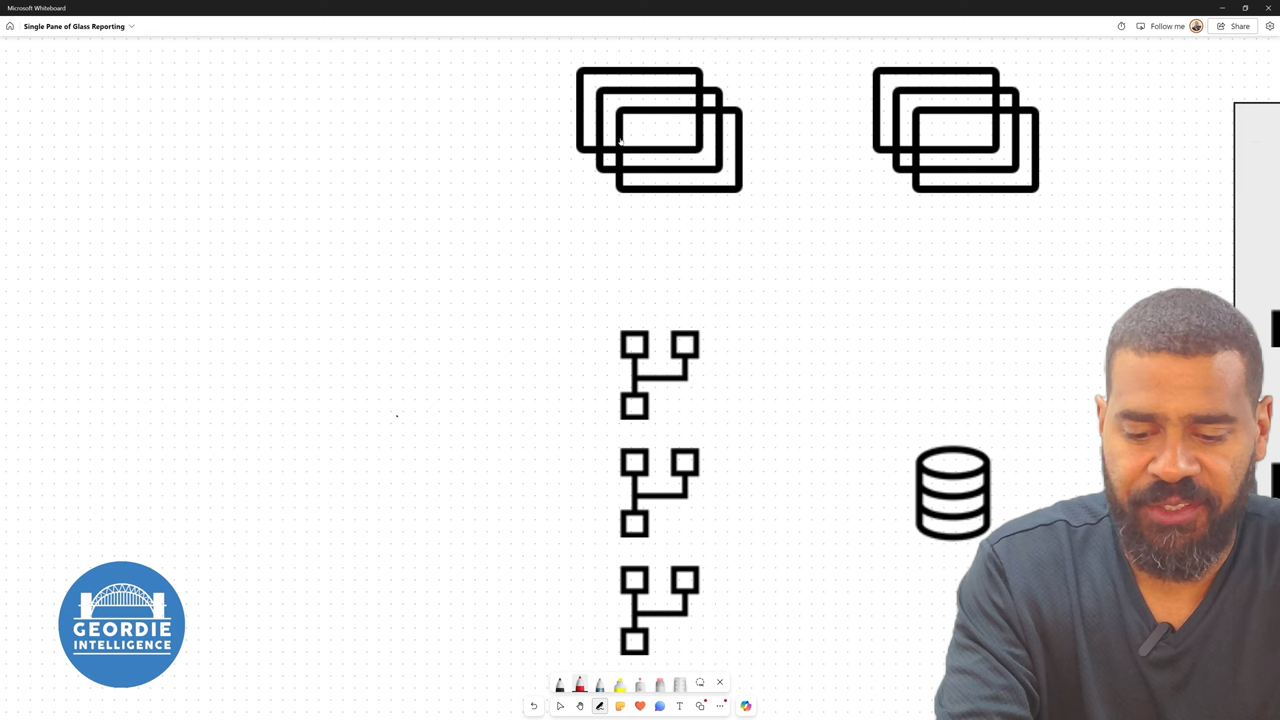 Microsoft Whiteboard
Single Pane of Glass Reporting
Follow me
Share
GEORDIE
INTELLIGENCE
T